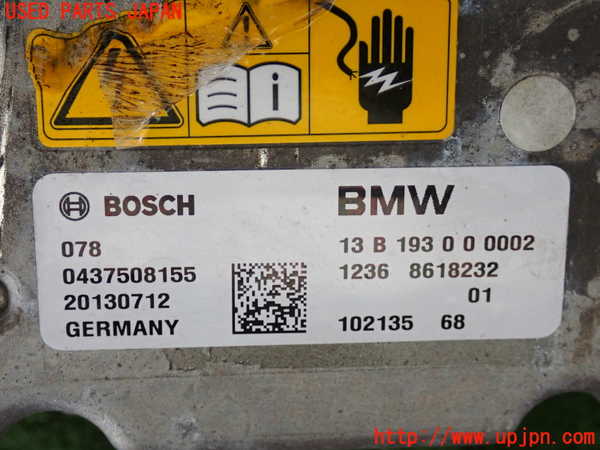 USED PARTS JAPAN
BOSCH
078
0437508155
20130712
GERMANY
BMW
13 B 193 0 0 0002
1236 8618232
01
102135 68
http://www.upjpn.com/